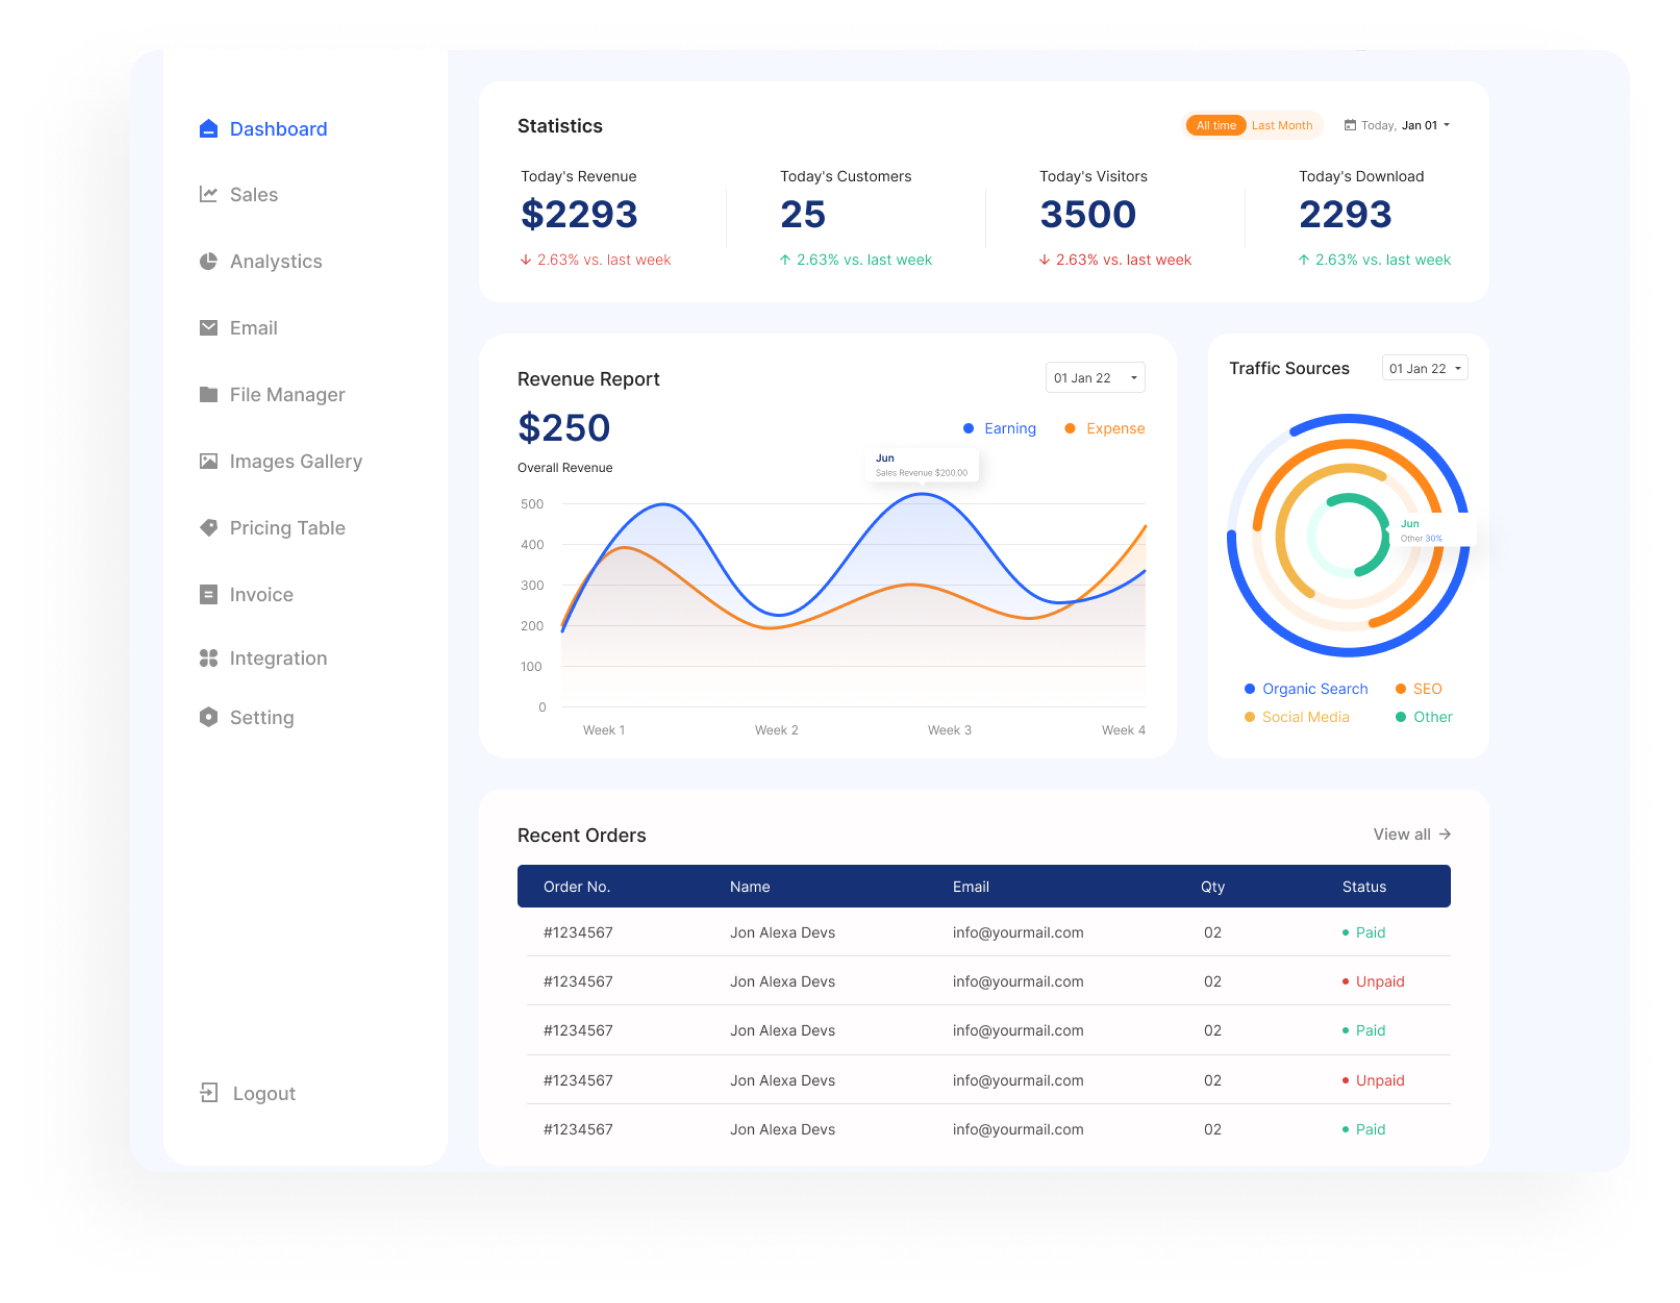 Dashboard
Sales
Analystics
Email
File Manager
Images Gallery
Pricing Table
Invoice
Integration
Setting
Logout
Statistics
All time Last Month Today, Jan 01
Today's Revenue
$2293
2.63% vs. last week
Today's Customers
25
2.63% vs. last week
Today's Visitors
3500
2.63% vs. last week
Today's Download
2293
2.63% vs. last week
Revenue Report
01 Jan 22
$250
Overall Revenue
Earning Expense
Jun
Sales Revenue $200.00
500
400
300
200
100
0
Week 1 Week 2 Week 3 Week 4
Traffic Sources
01 Jan 22
Jun
Other 30%
Organic Search SEO
Social Media Other
Recent Orders
View all
Order No. Name Email Qty Status
#1234567 Jon Alexa Devs info@yourmail.com 02 Paid
#1234567 Jon Alexa Devs info@yourmail.com 02 Unpaid
#1234567 Jon Alexa Devs info@yourmail.com 02 Paid
#1234567 Jon Alexa Devs info@yourmail.com 02 Unpaid
#1234567 Jon Alexa Devs info@yourmail.com 02 Paid